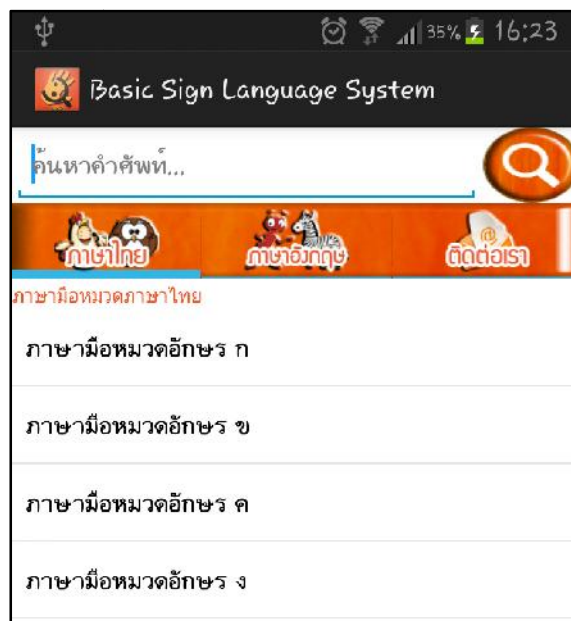 35% 16:23
Basic Sign Language System
ค้นหาคำศัพท์...
ภาษาไทย ภาษาอังกฤษ ติดต่อเรา
ภาษามือหมวดภาษาไทย
ภาษามือหมวดอักษร ก
ภาษามือหมวดอักษร ข
ภาษามือหมวดอักษร ค
ภาษามือหมวดอักษร ง